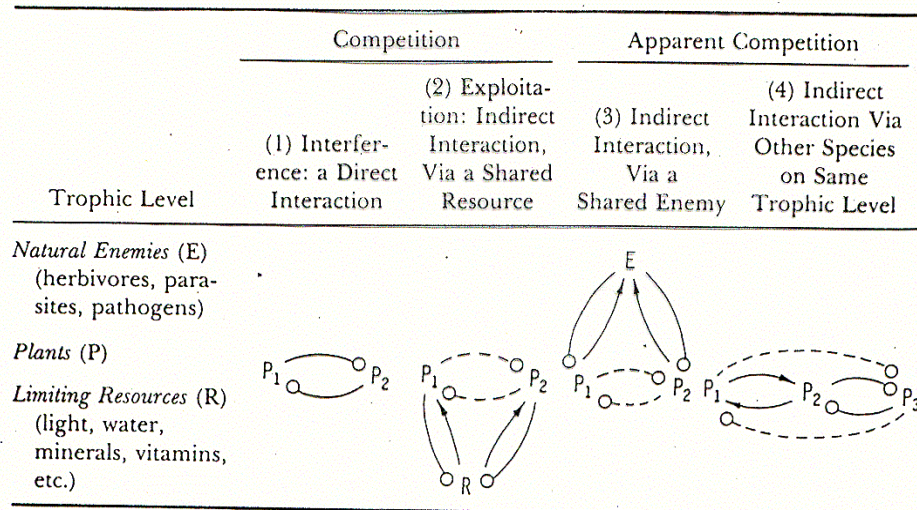 Competition Apparent Competition
Trophic Level
(1) Interfer-
ence: a Direct
Interaction
(2) Exploita-
tion: Indirect
Interaction,
Via a Shared
Resource
(3) Indirect
Interaction,
Via a
Shared Enemy
(4) Indirect
Interaction Via
Other Species
on Same
Trophic Level
Natural Enemies (E)
(herbivores, para-
sites, pathogens)
E
Plants (P)
P1 P2 P1 P2 P1 P2 P1 P2 P3
Limiting Resources (R)
(light, water,
minerals, vitamins,
etc.)
R